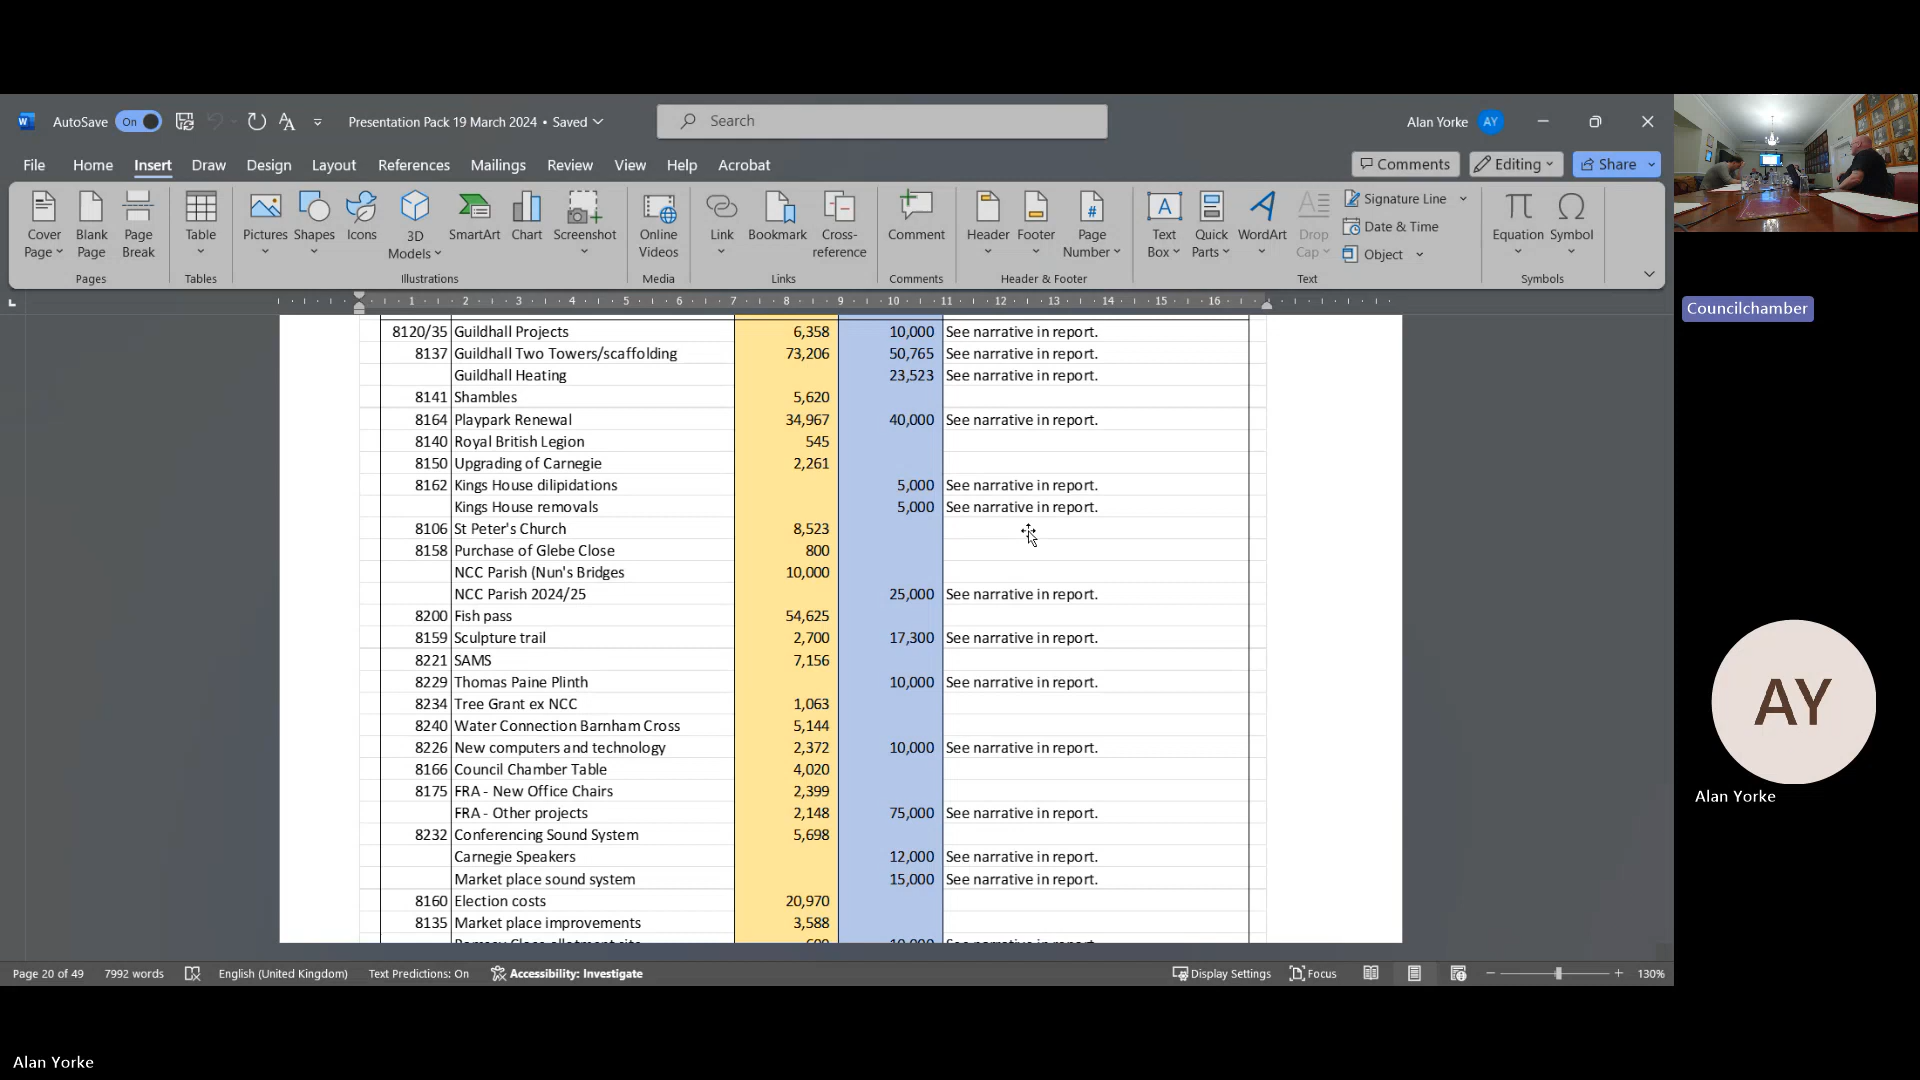 AutoSave On Presentation Pack 19 March 2024 • Saved Search Alan Yorke AY
File Home Insert Draw Design Layout References Mailings Review View Help Acrobat Comments Editing Share
Cover Page Blank Page Page Break Table Pictures Shapes Icons 3D Models SmartArt Chart Screenshot Online Videos Link Bookmark Cross-reference Comment Header Footer Page Number Text Box Quick Parts WordArt Drop Cap Signature Line Date & Time Object Equation Symbol
Pages Tables Illustrations Media Links Comments Header & Footer Text Symbols
1 2 3 4 5 6 7 8 9 10 11 12 13 14 15 16
Councilchamber
8120/35 Guildhall Projects 6,358 10,000 See narrative in report.
8137 Guildhall Two Towers/scaffolding 73,206 50,765 See narrative in report.
Guildhall Heating 23,523 See narrative in report.
8141 Shambles 5,620
8164 Playpark Renewal 34,967 40,000 See narrative in report.
8140 Royal British Legion 545
8150 Upgrading of Carnegie 2,261
8162 Kings House dilipidations 5,000 See narrative in report.
Kings House removals 5,000 See narrative in report.
8106 St Peter's Church 8,523
8158 Purchase of Glebe Close 800
NCC Parish (Nun's Bridges 10,000
NCC Parish 2024/25 25,000 See narrative in report.
8200 Fish pass 54,625
8159 Sculpture trail 2,700 17,300 See narrative in report.
8221 SAMS 7,156
8229 Thomas Paine Plinth 10,000 See narrative in report.
8234 Tree Grant ex NCC 1,063
8240 Water Connection Barnham Cross 5,144
8226 New computers and technology 2,372 10,000 See narrative in report.
8166 Council Chamber Table 4,020
8175 FRA - New Office Chairs 2,399
FRA - Other projects 2,148 75,000 See narrative in report.
8232 Conferencing Sound System 5,698
Carnegie Speakers 12,000 See narrative in report.
Market place sound system 15,000 See narrative in report.
8160 Election costs 20,970
8135 Market place improvements 3,588
AY
Alan Yorke
Page 20 of 49 7992 words English (United Kingdom) Text Predictions: On Accessibility: Investigate Display Settings Focus 130%
Alan Yorke